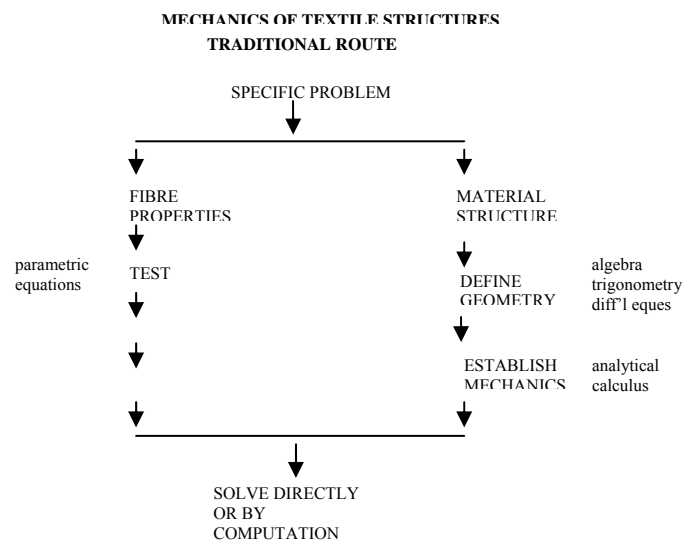 MECHANICS OF TEXTILE STRUCTURES
TRADITIONAL ROUTE
SPECIFIC PROBLEM
FIBRE
PROPERTIES
MATERIAL
STRUCTURE
parametric
equations
TEST
DEFINE
GEOMETRY
algebra
trigonometry
diff'l eques
ESTABLISH
MECHANICS
analytical
calculus
SOLVE DIRECTLY
OR BY
COMPUTATION